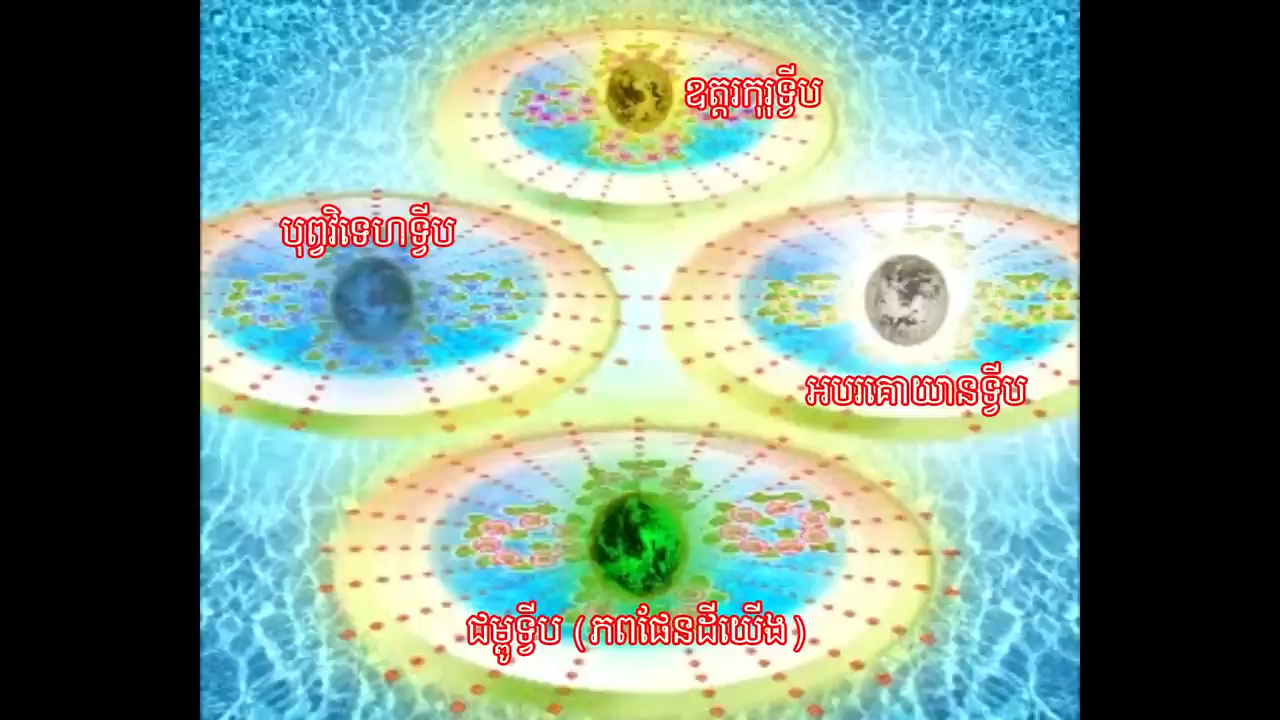 ឧត្តរកុរុទ្វីប
បុព្វវិទេហទ្វីប
អបរគោយានទ្វីប
ជម្ពូទ្វីប (ភពផែនដីយើង)